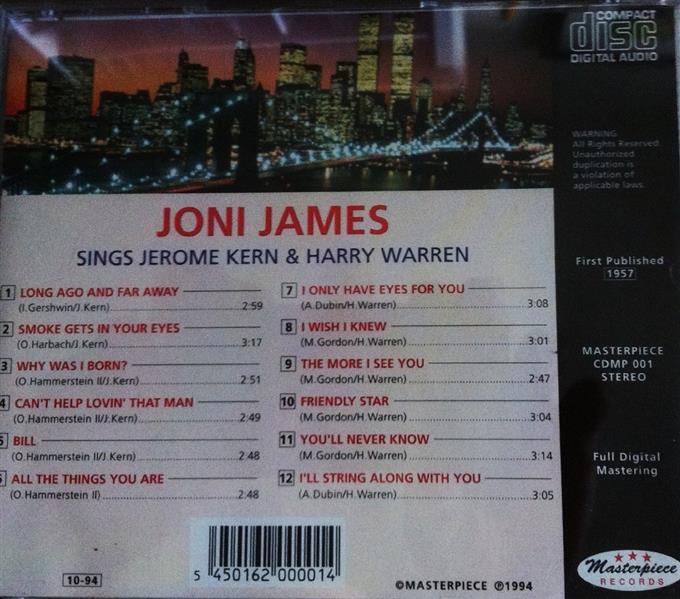 COMPACT
disc
DIGITAL AUDIO
WARNING
All Rights Reserved.
Unauthorized
duplication is
a violation of
applicable laws.
JONI JAMES
SINGS JEROME KERN & HARRY WARREN
1 LONG AGO AND FAR AWAY
(I.Gershwin/J.Kern) 2:59
2 SMOKE GETS IN YOUR EYES
(O.Harbach/J.Kern) 3:17
3 WHY WAS I BORN?
(O.Hammerstein II/J.Kern) 2:51
4 CAN'T HELP LOVIN' THAT MAN
(O.Hammerstein II/J.Kern) 2:49
5 BILL
(O.Hammerstein II/J.Kern) 2:48
6 ALL THE THINGS YOU ARE
(O.Hammerstein II) 2:48
7 I ONLY HAVE EYES FOR YOU
(A.Dubin/H.Warren) 3:08
8 I WISH I KNEW
(M.Gordon/H.Warren) 3:01
9 THE MORE I SEE YOU
(M.Gordon/H.Warren) 2:47
10 FRIENDLY STAR
(M.Gordon/H.Warren) 3:04
11 YOU'LL NEVER KNOW
(M.Gordon/H.Warren) 3:14
12 I'LL STRING ALONG WITH YOU
(A.Dubin/H.Warren) 3:05
First Published
1957
MASTERPIECE
CDMP 001
STEREO
Full Digital
Mastering
5 450162 000014
10-94
©MASTERPIECE ℗1994
Masterpiece
RECORDS